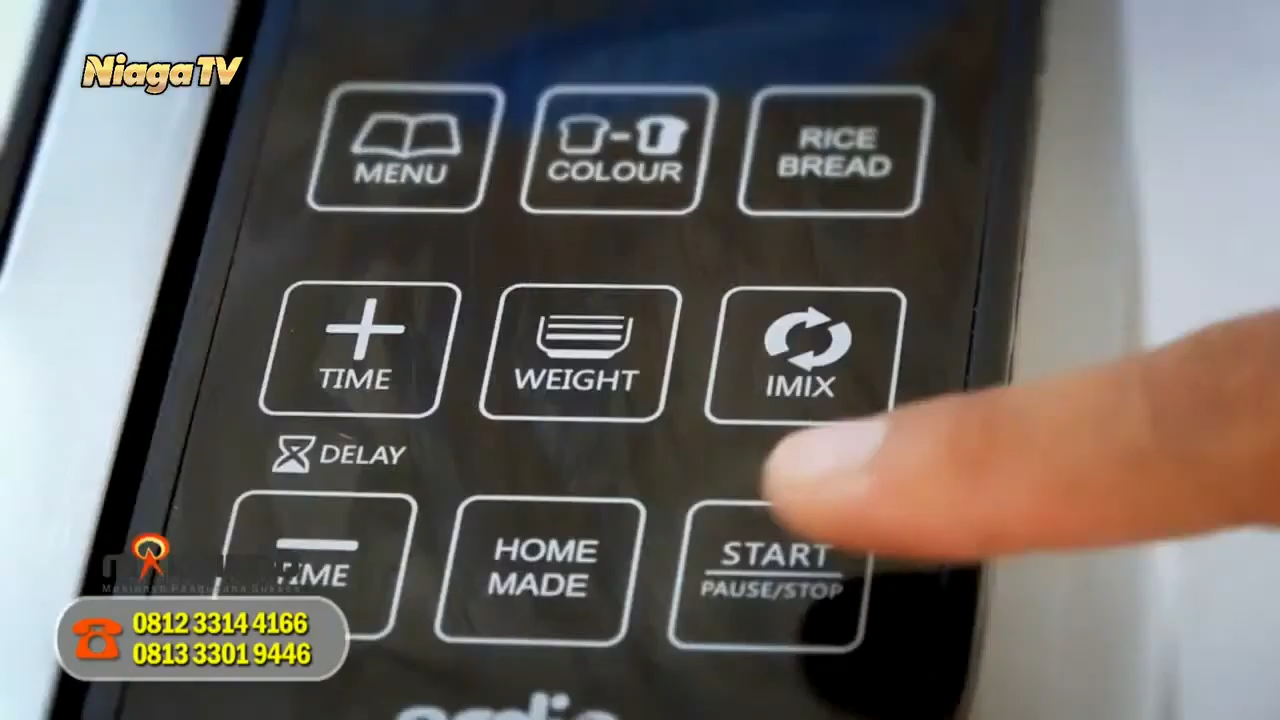 NiagaTV
MENU
COLOUR
RICE
BREAD
TIME
WEIGHT
IMIX
DELAY
TIME
HOME
MADE
START
PAUSE/STOP
0812 3314 4166
0813 3301 9446